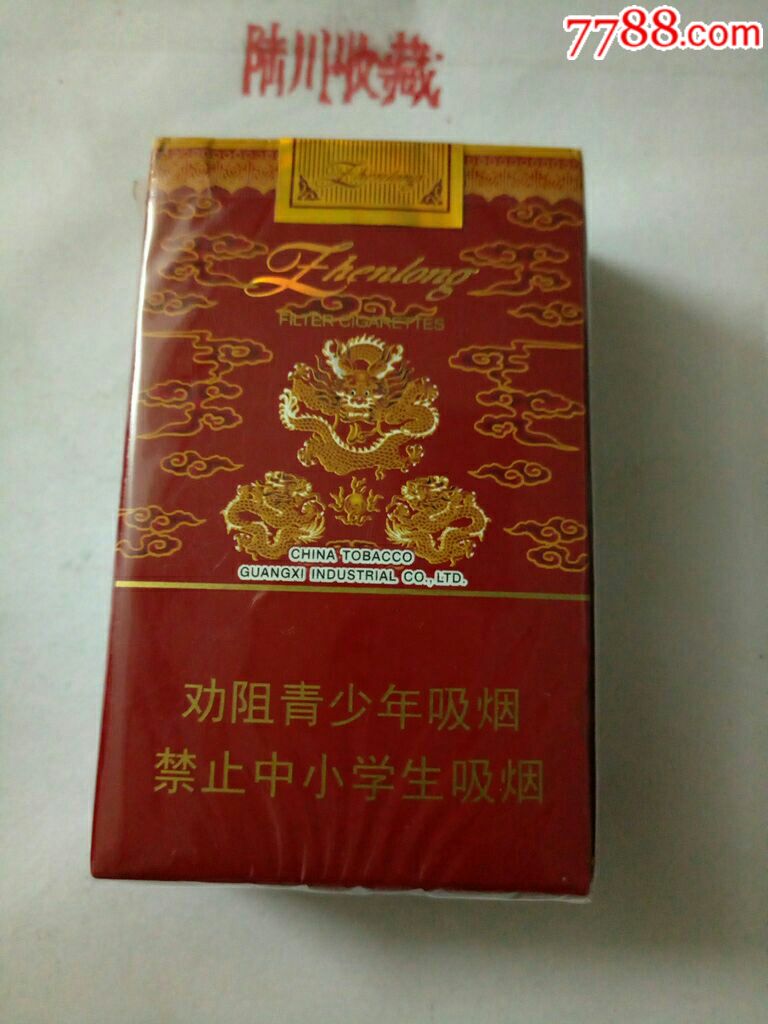 7788.com
陆川收藏
Zhenlong
Zhenlong
FILTER CIGARETTES
CHINA TOBACCO
GUANGXI INDUSTRIAL CO., LTD.
劝阻青少年吸烟
禁止中小学生吸烟